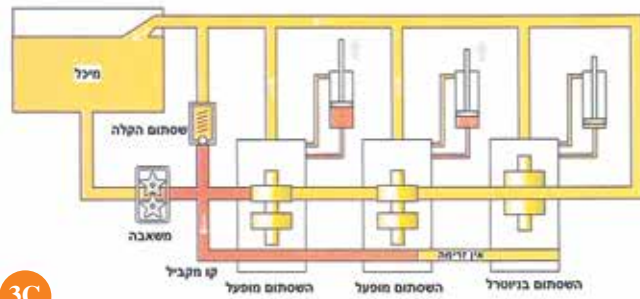 מיכל
שסתום הקלה
משאבה
אין זרימה
קו מקביל
השסתום מופעל
השסתום מופעל
השסתום בניוטרל
3C